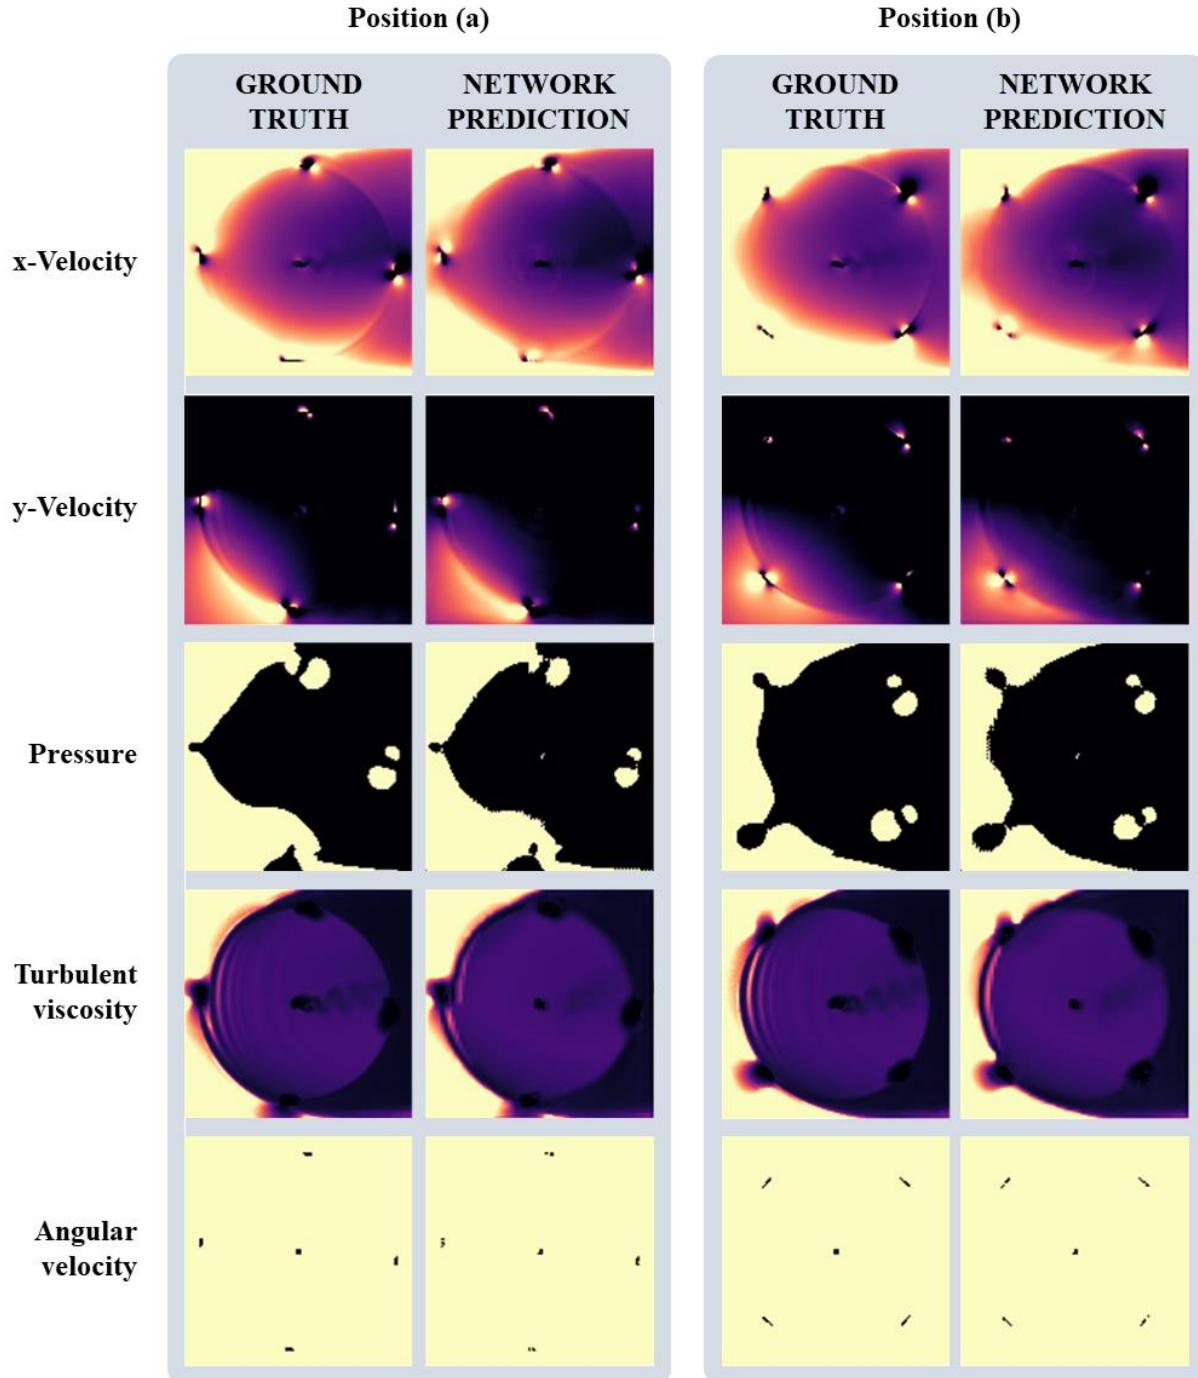 Position (a)
Position (b)
GROUND
TRUTH
NETWORK
PREDICTION
GROUND
TRUTH
NETWORK
PREDICTION
x-Velocity
y-Velocity
Pressure
Turbulent
viscosity
Angular
velocity